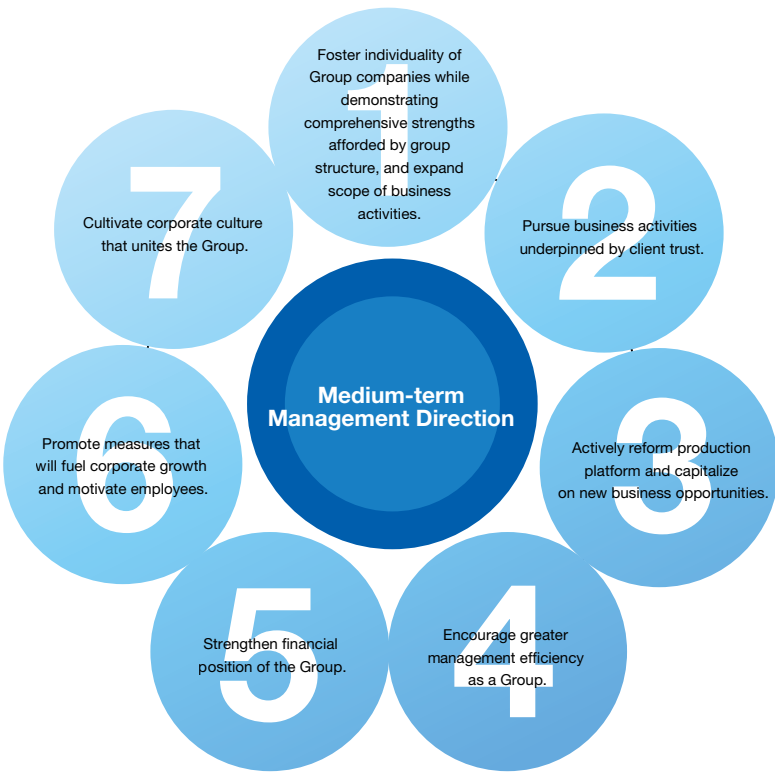 1
Foster individuality of
Group companies while
demonstrating
comprehensive strengths
afforded by group
structure, and expand
scope of business
activities.
2
Pursue business activities
underpinned by client trust.
3
Actively reform production
platform and capitalize
on new business opportunities.
4
Encourage greater
management efficiency
as a Group.
5
Strengthen financial
position of the Group.
6
Promote measures that
will fuel corporate growth
and motivate employees.
7
Cultivate corporate culture
that unites the Group.
Medium-term
Management Direction